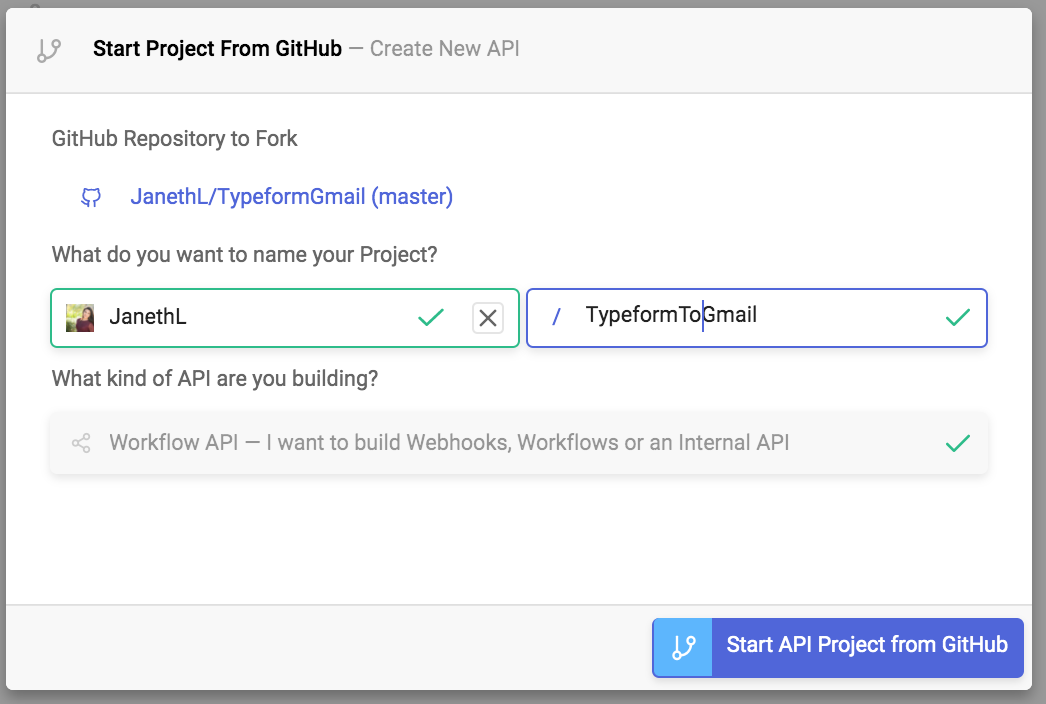 Start Project From GitHub — Create New API
GitHub Repository to Fork
JanethL/TypeformGmail (master)
What do you want to name your Project?
JanethL / TypeformToGmail
What kind of API are you building?
Workflow API — I want to build Webhooks, Workflows or an Internal API
Start API Project from GitHub